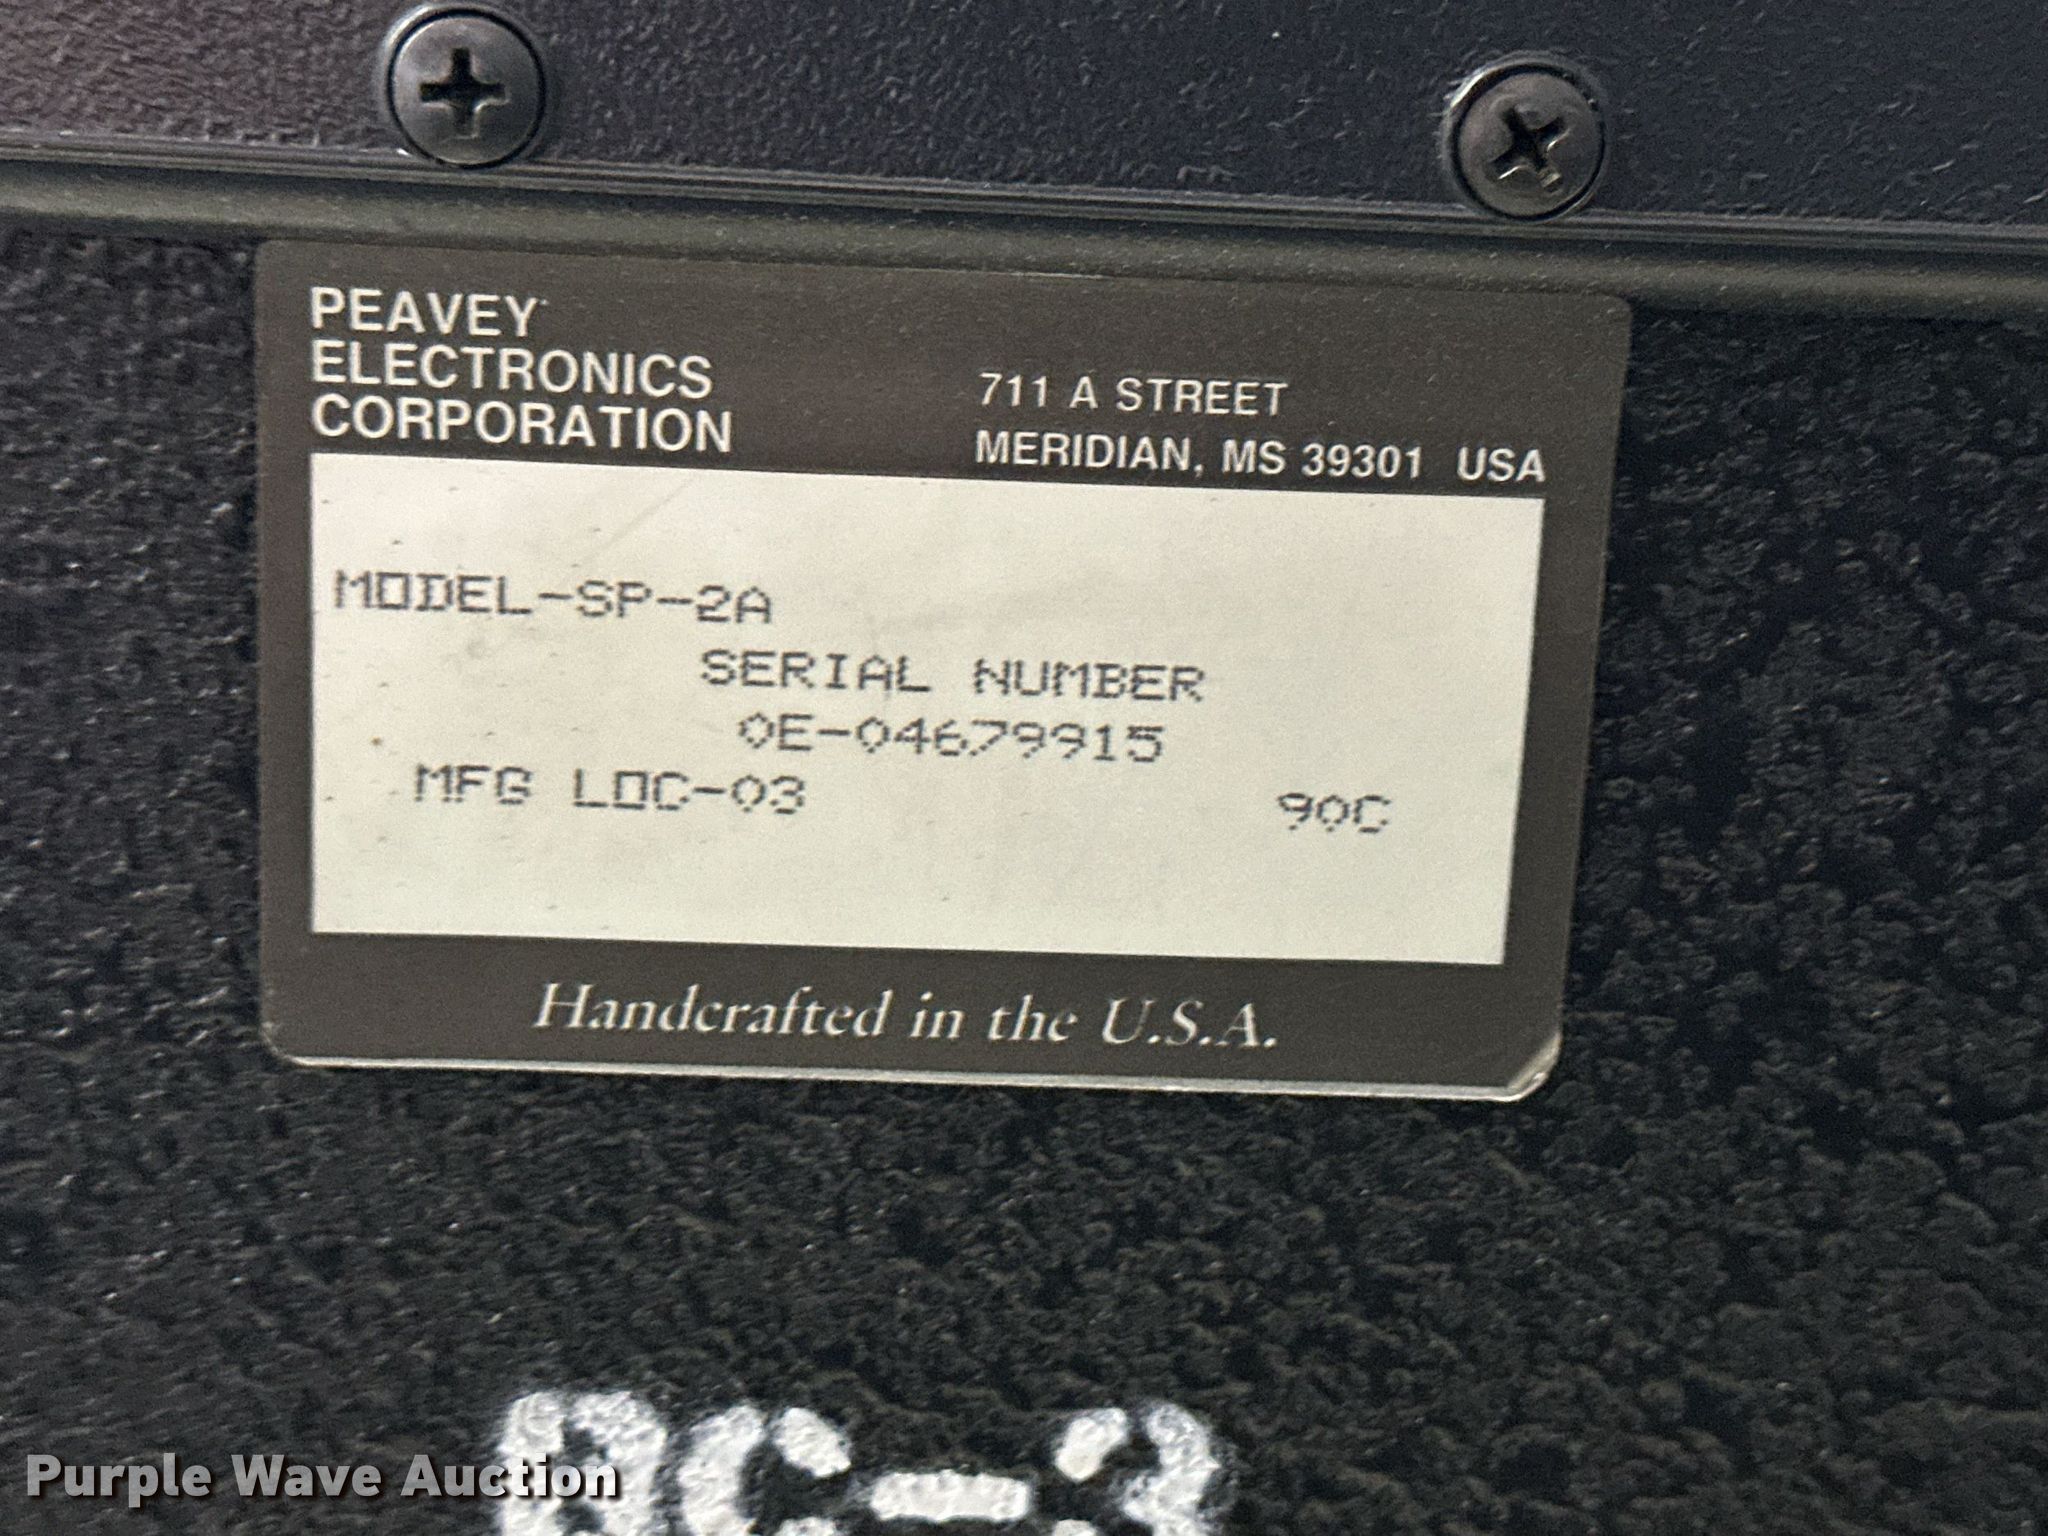 PEAVEY
ELECTRONICS
CORPORATION
711 A STREET
MERIDIAN, MS 39301 USA
MODEL-SP-2A
SERIAL NUMBER
0E-04679915
MFG LOC-03 90C
Handcrafted in the U.S.A.
Purple Wave Auction